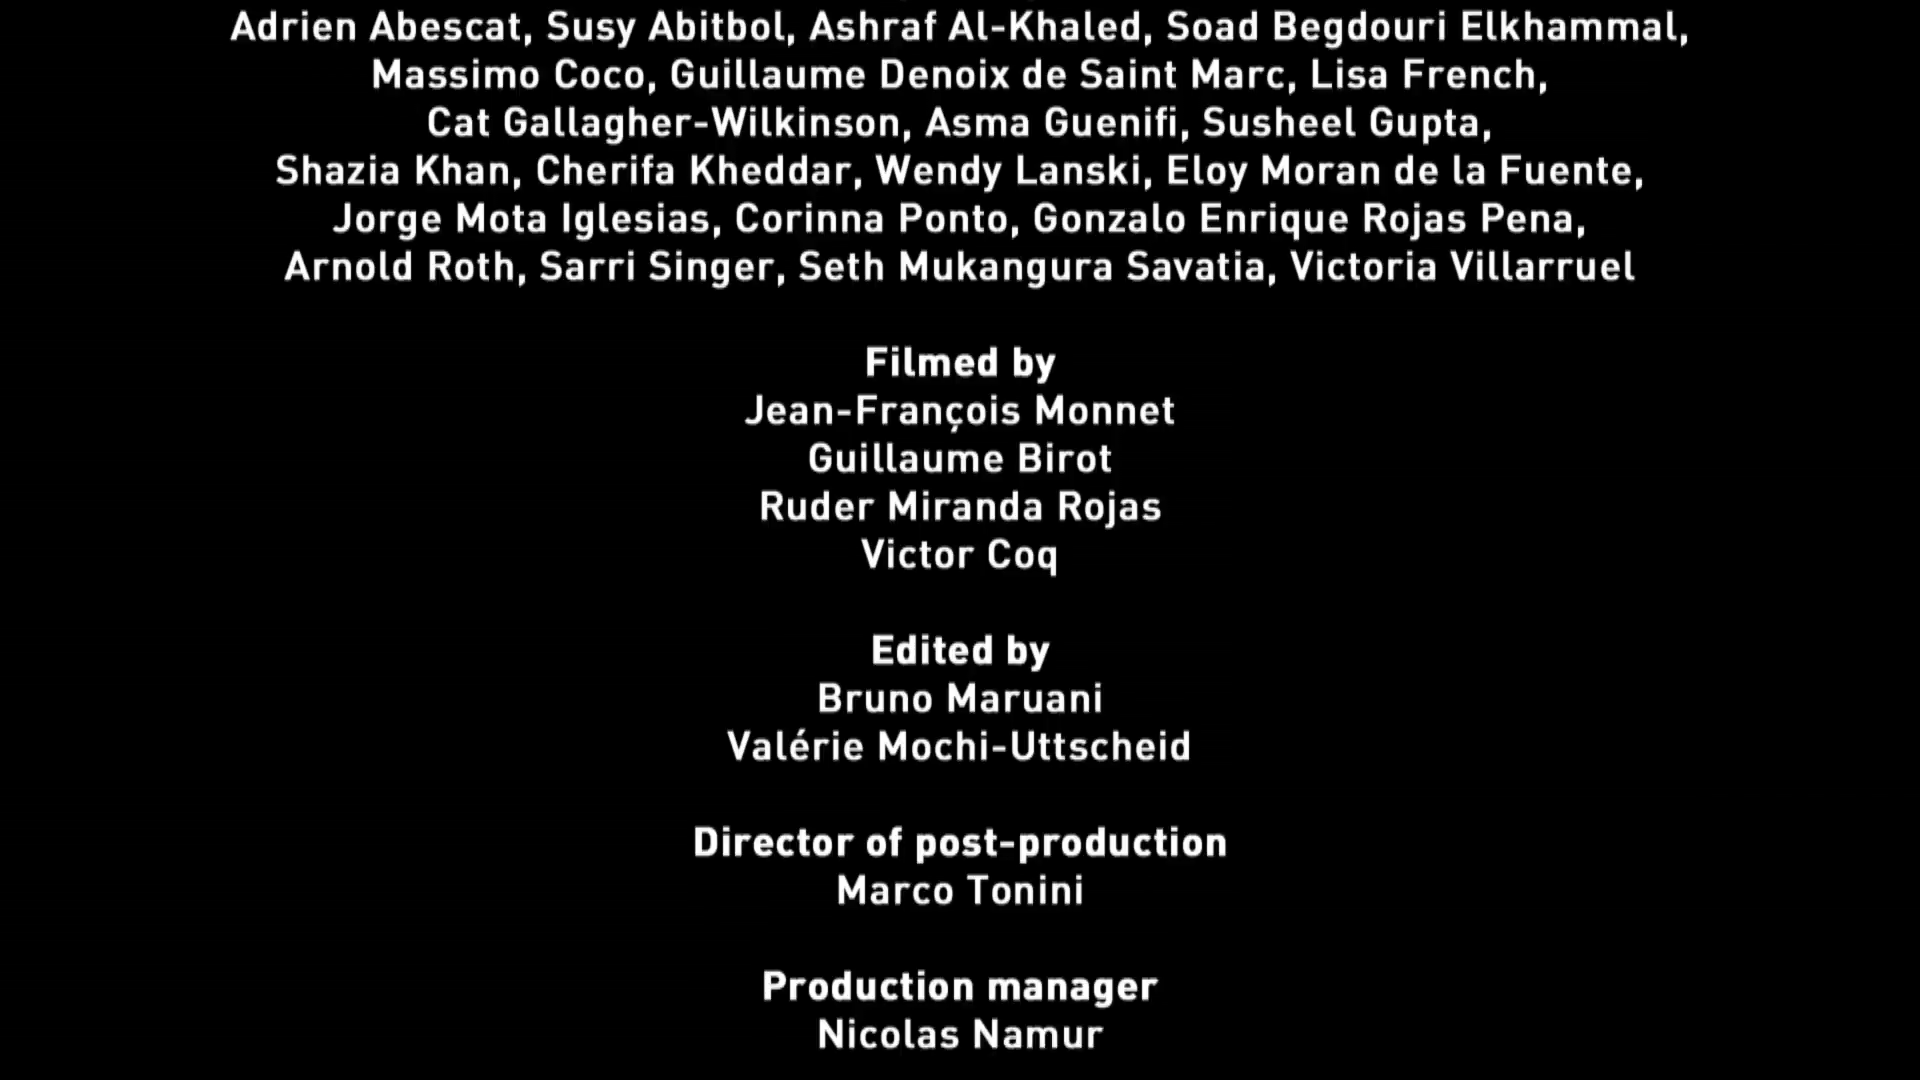 Adrien Abescat, Susy Abitbol, Ashraf Al-Khaled, Soad Begdouri Elkhammal,
Massimo Coco, Guillaume Denoix de Saint Marc, Lisa French,
Cat Gallagher-Wilkinson, Asma Guenifi, Susheel Gupta,
Shazia Khan, Cherifa Kheddar, Wendy Lanski, Eloy Moran de la Fuente,
Jorge Mota Iglesias, Corinna Ponto, Gonzalo Enrique Rojas Pena,
Arnold Roth, Sarri Singer, Seth Mukangura Savatia, Victoria Villarruel
Filmed by
Jean-François Monnet
Guillaume Birot
Ruder Miranda Rojas
Victor Coq
Edited by
Bruno Maruani
Valérie Mochi-Uttscheid
Director of post-production
Marco Tonini
Production manager
Nicolas Namur